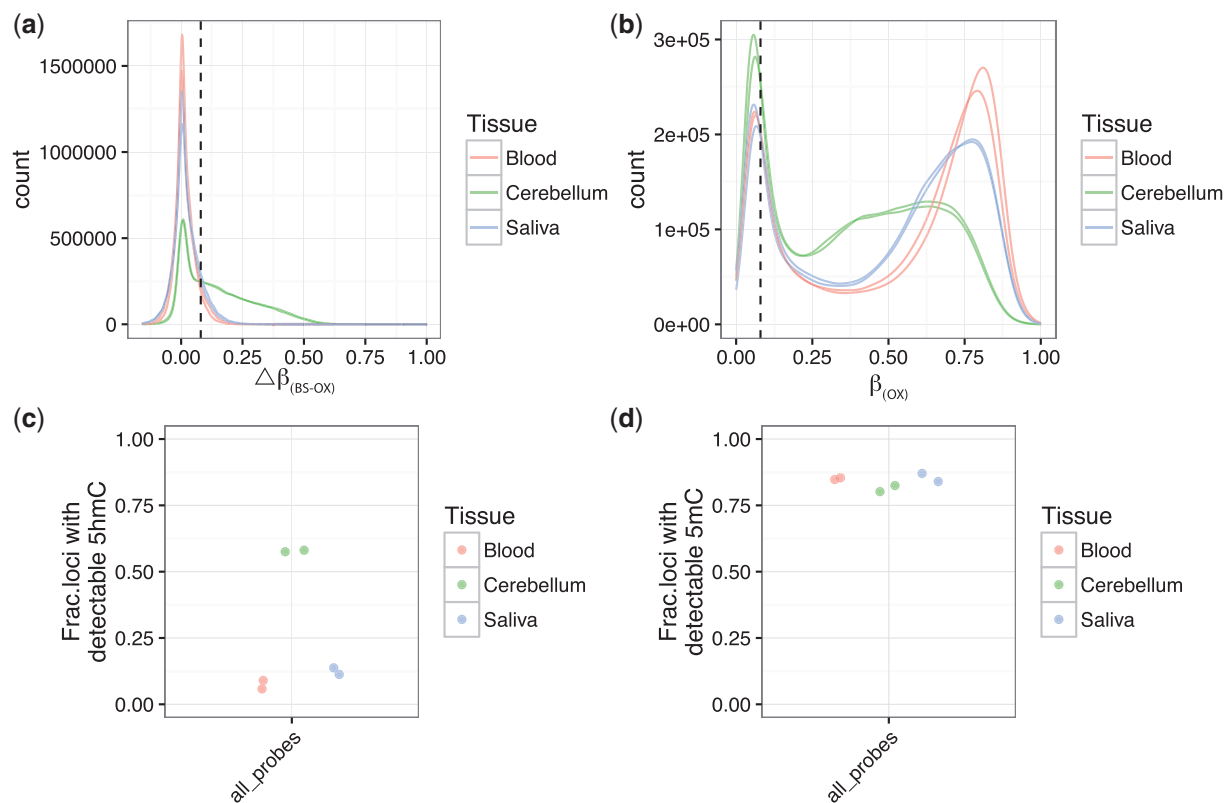 (a)
count
1500000
1000000
500000
0
0.00 0.25 0.50 0.75 1.00
△β(BS-OX)
Tissue
Blood
Cerebellum
Saliva
(b)
count
3e+05
2e+05
1e+05
0e+00
0.00 0.25 0.50 0.75 1.00
β(OX)
Tissue
Blood
Cerebellum
Saliva
(c)
Frac.loci with
detectable 5hmC
1.00
0.75
0.50
0.25
0.00
all_probes
Tissue
Blood
Cerebellum
Saliva
(d)
Frac.loci with
detectable 5mC
1.00
0.75
0.50
0.25
0.00
all_probes
Tissue
Blood
Cerebellum
Saliva